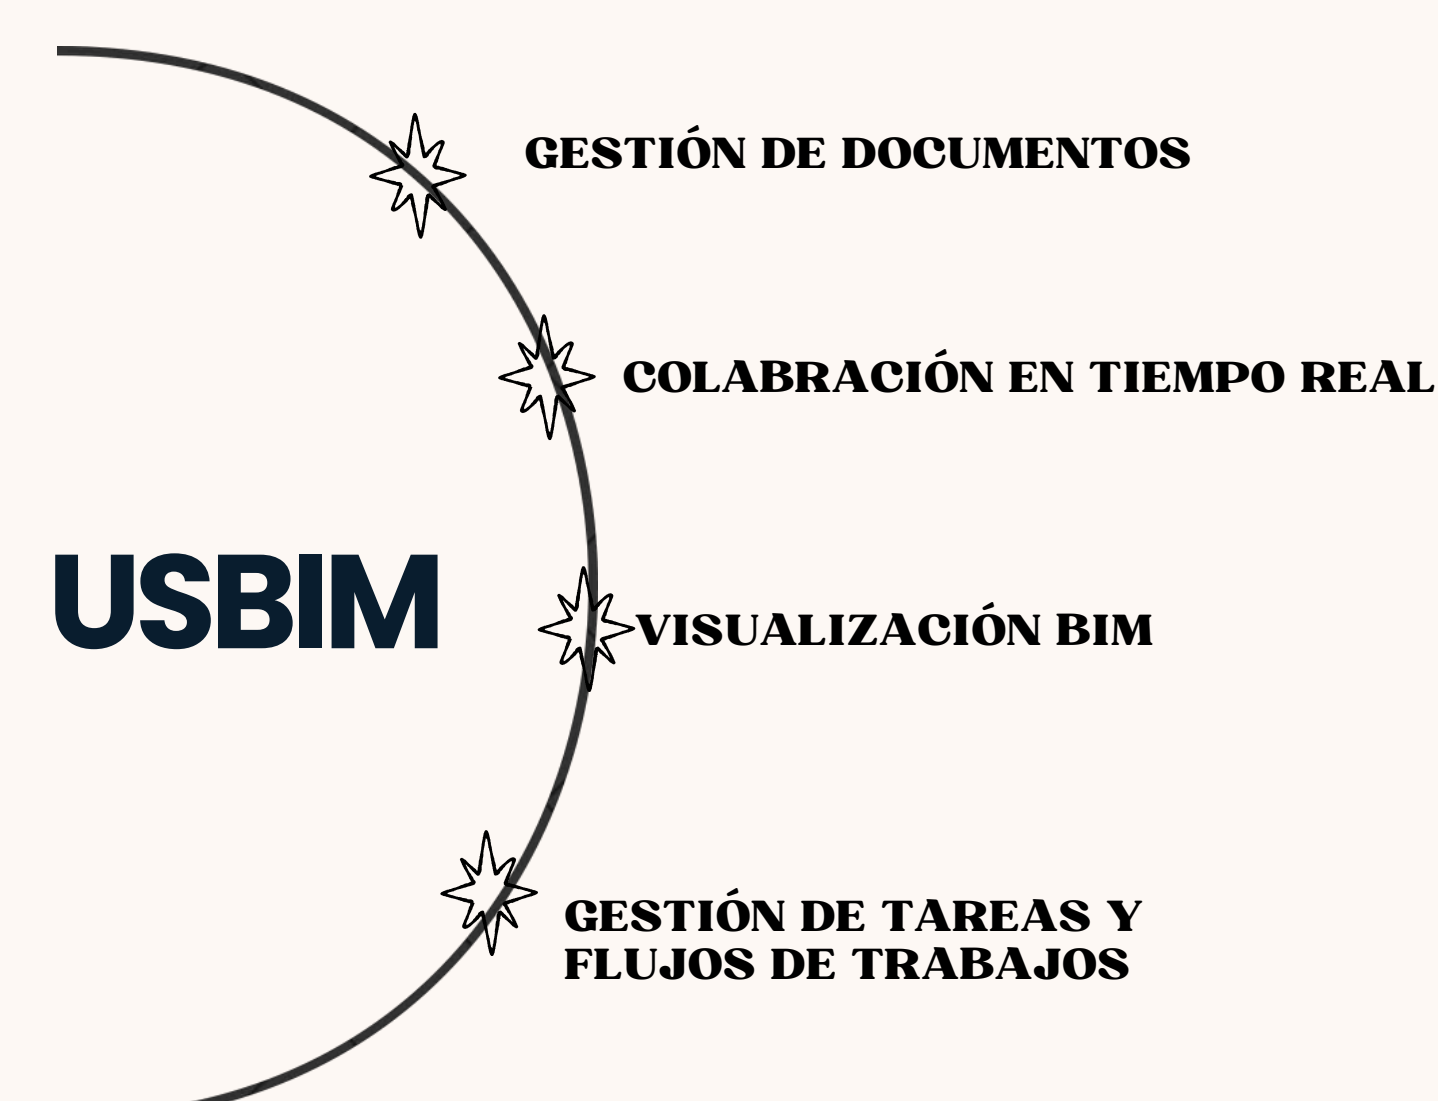 GESTIÓN DE DOCUMENTOS
COLABRACIÓN EN TIEMPO REAL
USBIM
VISUALIZACIÓN BIM
GESTIÓN DE TAREAS Y
FLUJOS DE TRABAJOS